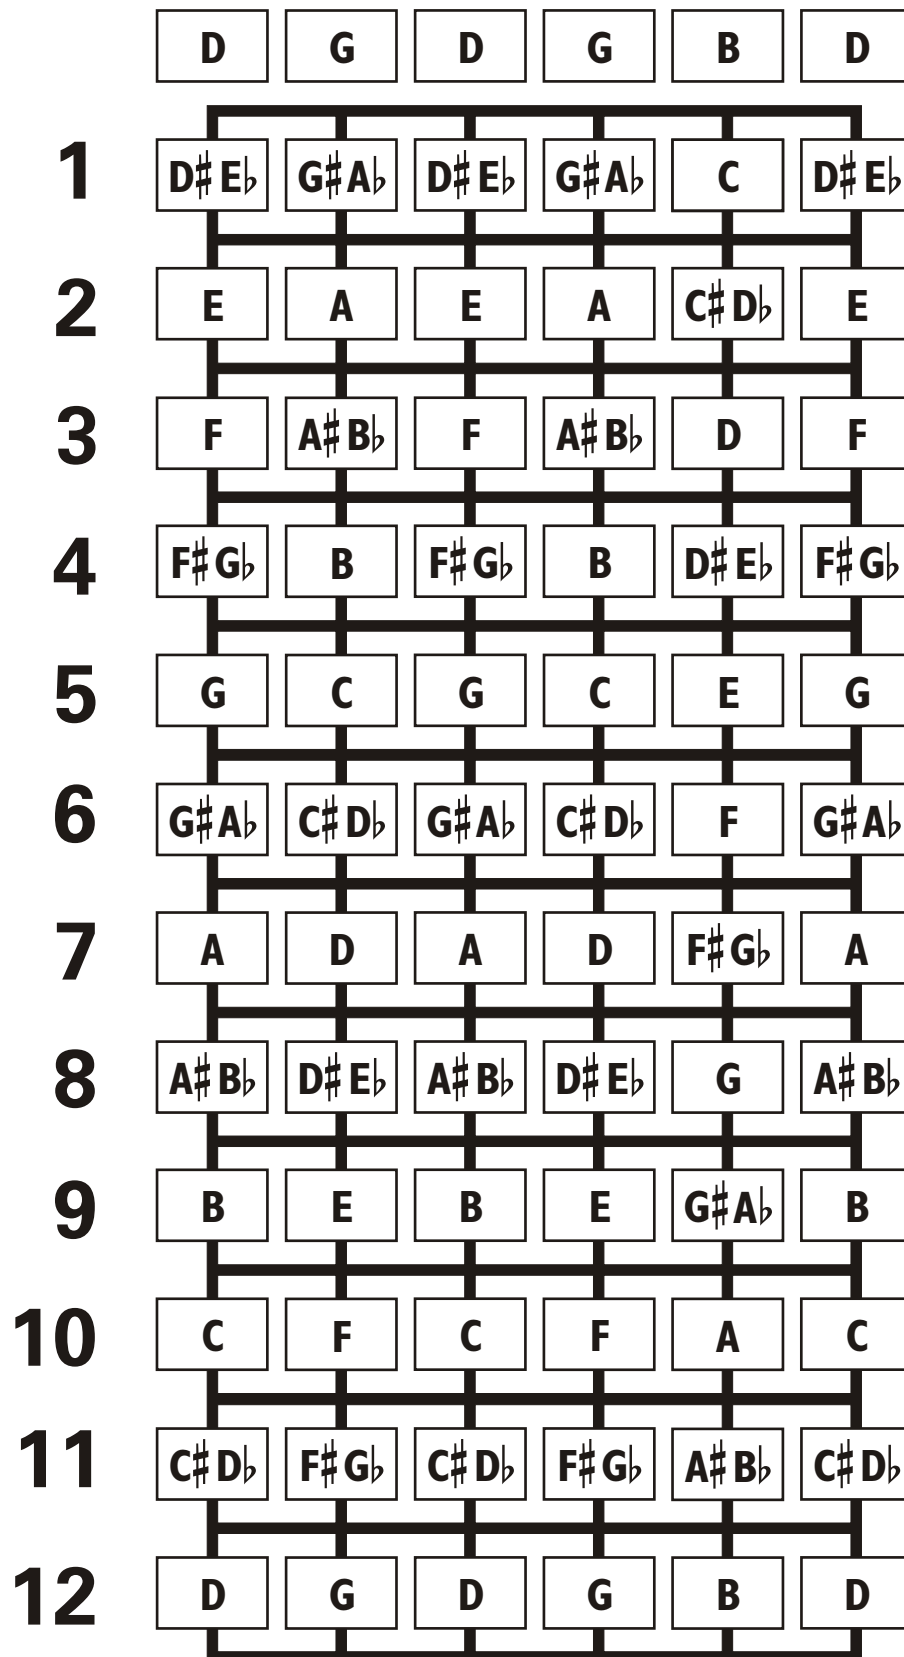 D G D G B D
1 D♯E♭ G♯A♭ D♯E♭ G♯A♭ C D♯E♭
2 E A E A C♯D♭ E
3 F A♯B♭ F A♯B♭ D F
4 F♯G♭ B F♯G♭ B D♯E♭ F♯G♭
5 G C G C E G
6 G♯A♭ C♯D♭ G♯A♭ C♯D♭ F G♯A♭
7 A D A D F♯G♭ A
8 A♯B♭ D♯E♭ A♯B♭ D♯E♭ G A♯B♭
9 B E B E G♯A♭ B
10 C F C F A C
11 C♯D♭ F♯G♭ C♯D♭ F♯G♭ A♯B♭ C♯D♭
12 D G D G B D